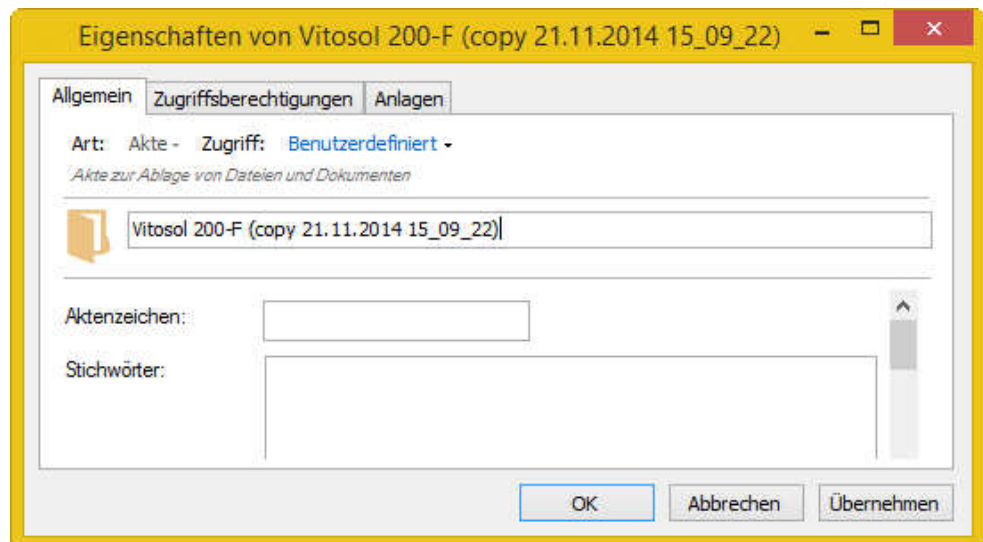 Eigenschaften von Vitosol 200-F (copy 21.11.2014 15_09_22)
Allgemein Zugriffsberechtigungen Anlagen
Art: Akte - Zugriff: Benutzerdefiniert
Akte zur Ablage von Dateien und Dokumenten
Vitosol 200-F (copy 21.11.2014 15_09_22)
Aktenzeichen:
Stichwörter:
OK Abbrechen Übernehmen